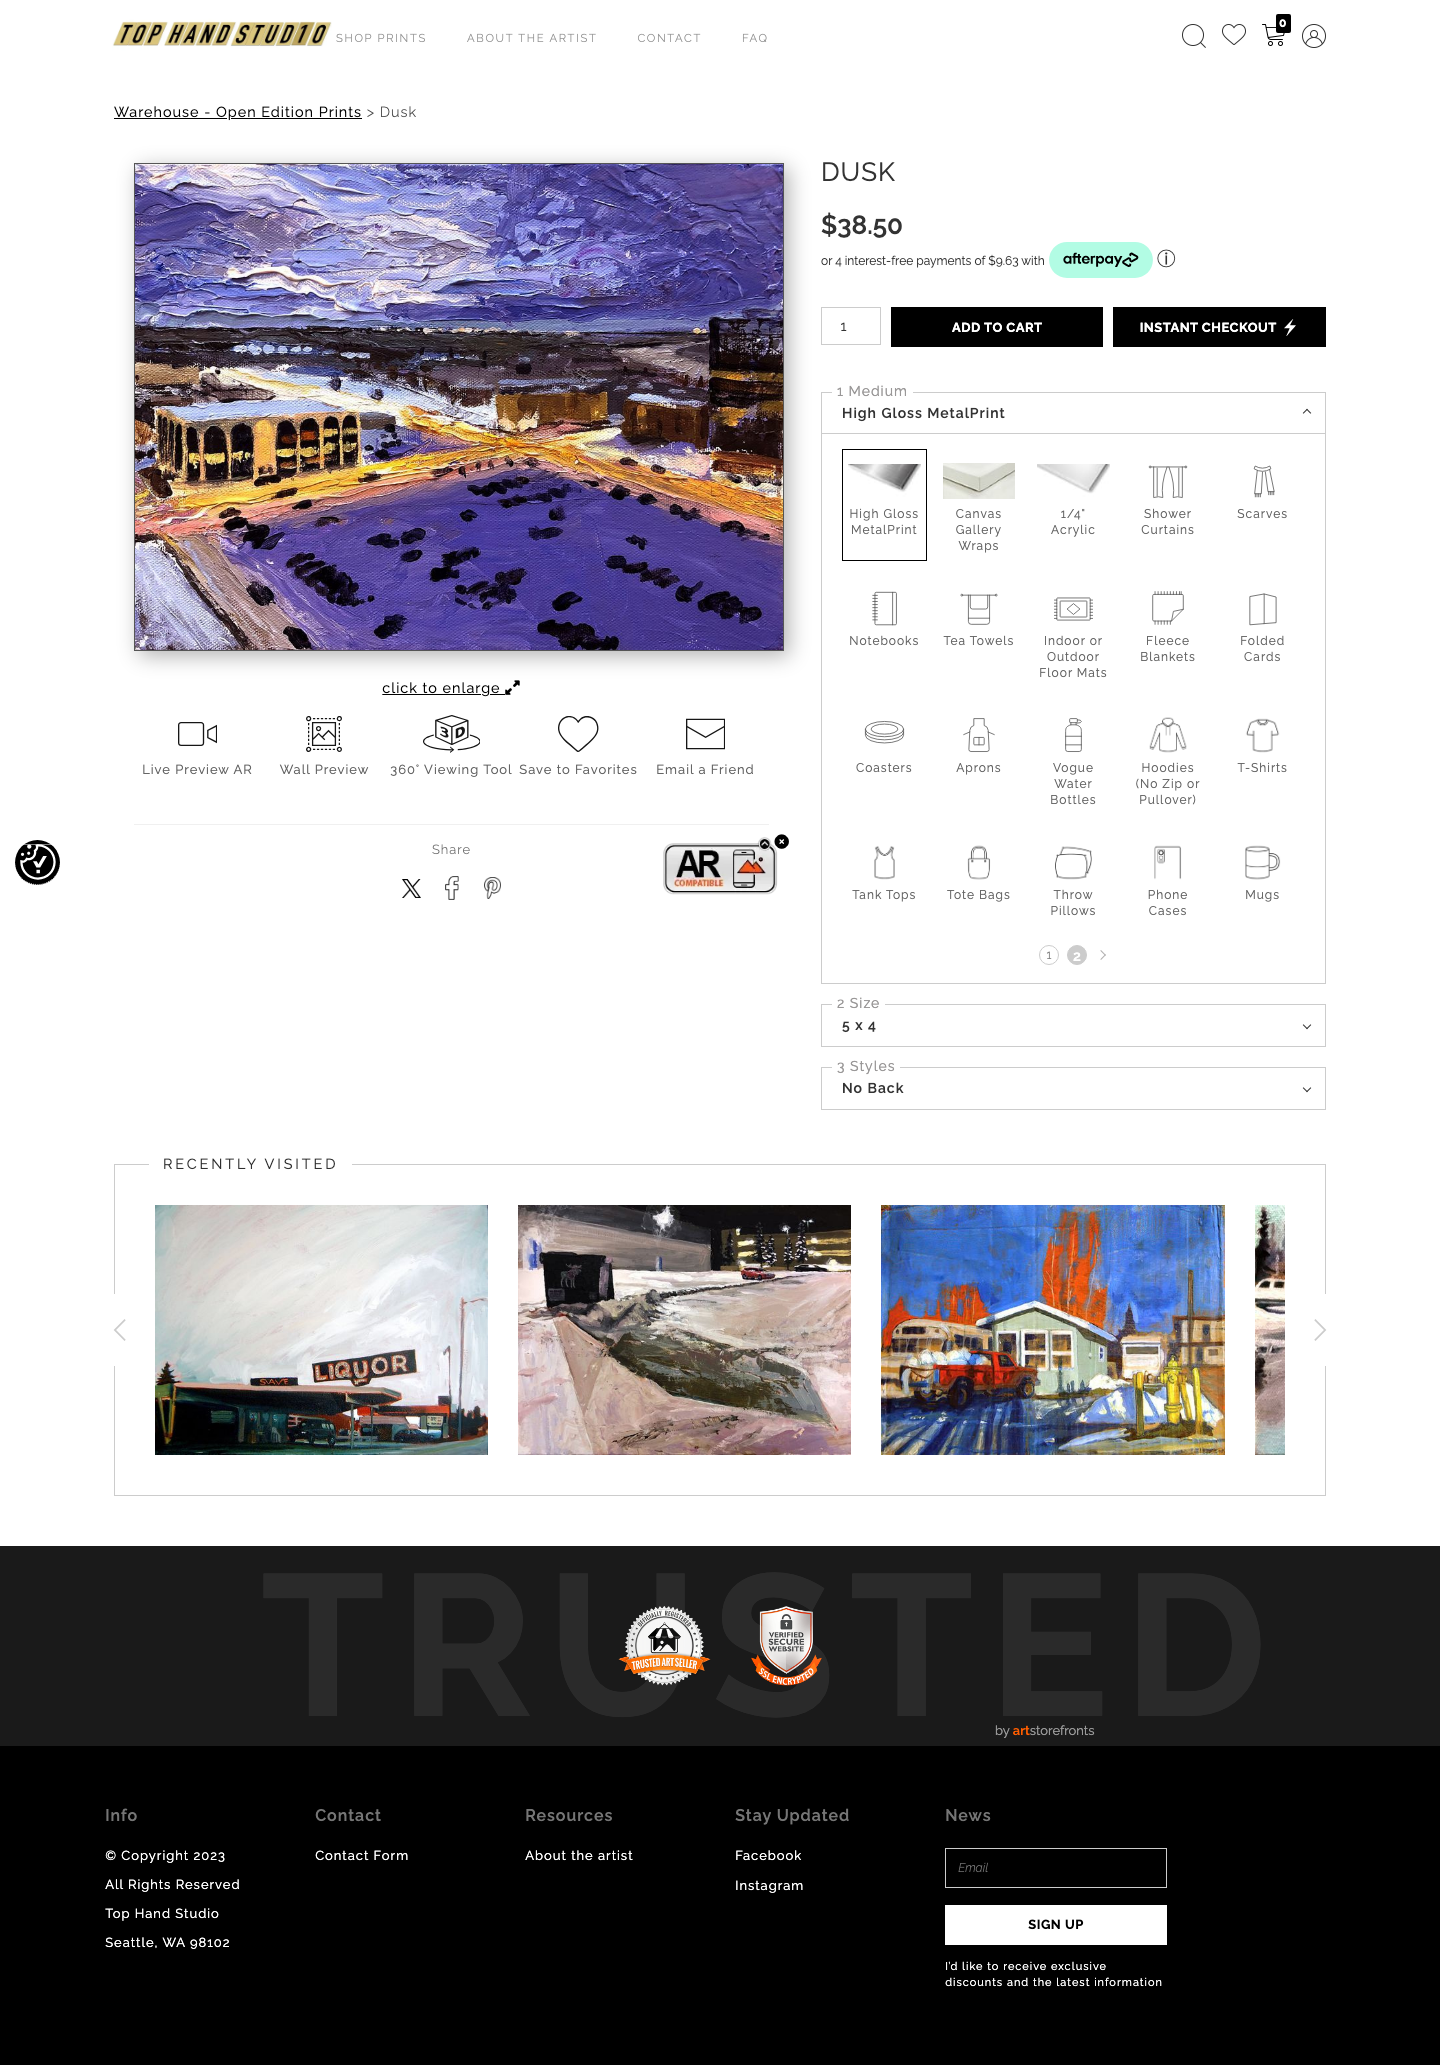 TOP HAND STUD10
SHOP PRINTS
ABOUT THE ARTIST
CONTACT
FAQ
0
Warehouse - Open Edition Prints > Dusk
DUSK
$38.50
or 4 interest-free payments of $9.63 with afterpay
1
ADD TO CART
INSTANT CHECKOUT
1 Medium
High Gloss MetalPrint
High Gloss
MetalPrint
Canvas
Gallery
Wraps
1/4"
Acrylic
Shower
Curtains
Scarves
Notebooks
Tea Towels
Indoor or
Outdoor
Floor Mats
Fleece
Blankets
Folded
Cards
Coasters
Aprons
Vogue
Water
Bottles
Hoodies
(No Zip or
Pullover)
T-Shirts
Tank Tops
Tote Bags
Throw
Pillows
Phone
Cases
Mugs
1 2
2 Size
5 x 4
3 Styles
No Back
click to enlarge
3D
Live Preview AR
Wall Preview
360° Viewing Tool
Save to Favorites
Email a Friend
Share
AR
COMPATIBLE
RECENTLY VISITED
LIQUOR
SAVE
TRUSTED
OFFICIALLY REGISTERED
TRUSTED ART SELLER
VERIFIED
SECURE
WEBSITE
SSL ENCRYPTED
by artstorefronts
Info
© Copyright 2023
All Rights Reserved
Top Hand Studio
Seattle, WA 98102
Contact
Contact Form
Resources
About the artist
Stay Updated
Facebook
Instagram
News
Email
SIGN UP
I'd like to receive exclusive
discounts and the latest information